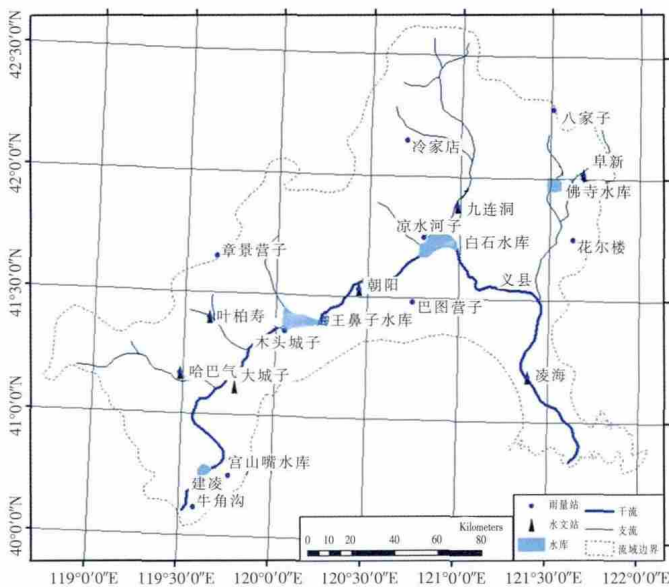 42°30′0″N
42°0′0″N
41°30′0″N
41°0′0″N
40°0′0″N
八家子
阜新
冷家店
佛寺水库
九连洞
凉水河子
白石水库
花尔楼
章景营子
朝阳
义县
巴图营子
叶柏寿
王鼻子水库
木头城子
哈巴气
大城子
凌海
宫山嘴水库
建凌
牛角沟
Kilometers
0 10 20 40 60 80
雨量站
水文站
水库
干流
支流
流域边界
119°0′0″E
119.50′0″E
120°0′0″E
120.50′0″E
121°0′0″E
121.50′0″E
122°0′0″E